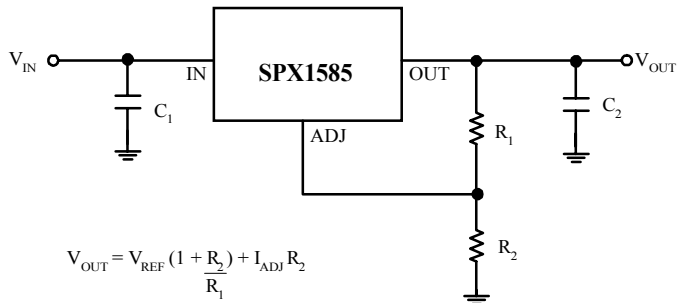 V_IN
IN
SPX1585
OUT
V_OUT
C_1
ADJ
R_1
C_2
R_2
V_OUT = V_REF (1 + R_2/R_1) + I_ADJ R_2